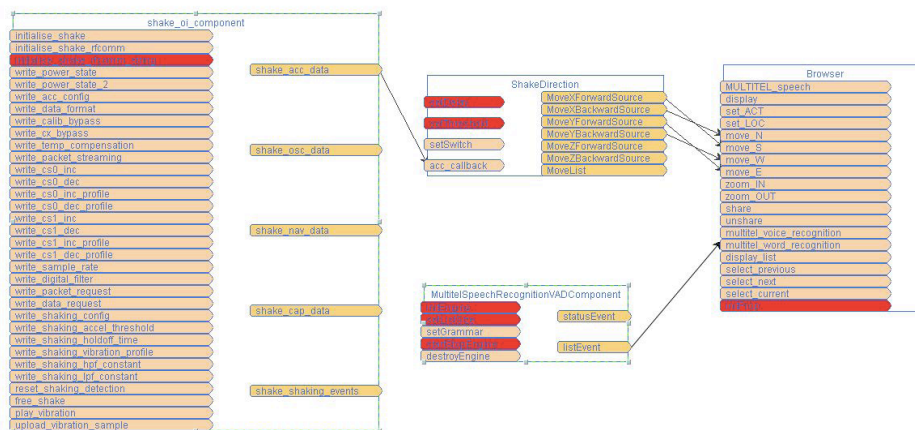 shake_oi_component
initialise_shake
initialise_shake_rfcomm
write_power_state
write_power_state_2
write_acc_config
write_data_format
write_calib_bypass
write_cx_bypass
write_temp_compensation
write_packet_streaming
write_cs0_inc
write_cs0_dec
write_cs0_inc_profile
write_cs0_dec_profile
write_cs1_inc
write_cs1_dec
write_cs1_inc_profile
write_cs1_dec_profile
write_sample_rate
write_digital_filter
write_packet_request
write_data_request
write_shaking_config
write_shaking_accel_threshold
write_shaking_holdoff_time
write_shaking_vibration_profile
write_shaking_hpf_constant
write_shaking_lpf_constant
reset_shaking_detection
free_shake
play_vibration
upload_vibration_sample
shake_acc_data
shake_osc_data
shake_nav_data
shake_cap_data
shake_shaking_events
ShakeDirection
setSwitch
acc_callback
MoveXForwardSource
MoveXBackwardSource
MoveYForwardSource
MoveYBackwardSource
MoveZForwardSource
MoveZBackwardSource
MoveList
MultitelSpeechRecognitionVADComponent
setGrammar
destroyEngine
statusEvent
listEvent
Browser
MULTITEL_speech
display
set_ACT
set_LOC
move_N
move_S
move_W
move_E
zoom_IN
zoom_OUT
share
unshare
multitel_voice_recognition
multitel_word_recognition
display_list
select_previous
select_next
select_current